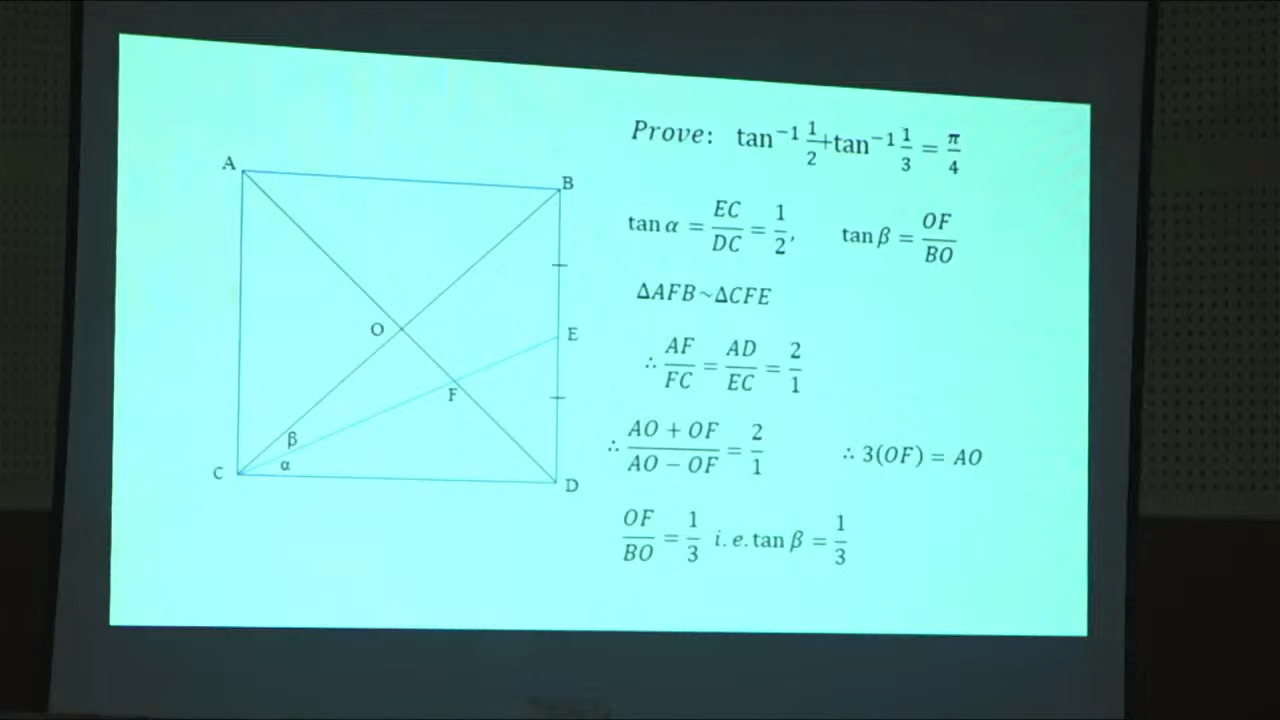 Prove: tan⁻¹ 1/2 + tan⁻¹ 1/3 = π/4
A
B
tan α = EC/DC = 1/2, tan β = OF/BO
ΔAFB~ΔCFE
O
E
∴ AF/FC = AD/EC = 2/1
F
β
∴ (AO + OF)/(AO − OF) = 2/1 ∴ 3(OF) = AO
α
C
D
OF/BO = 1/3 i.e. tan β = 1/3